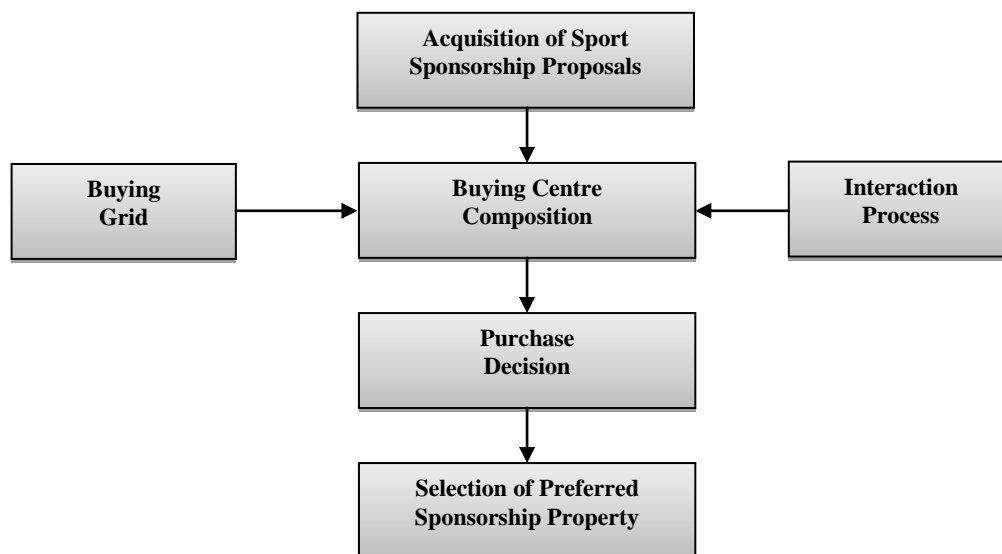 Acquisition of Sport
Sponsorship Proposals
Buying
Grid
Buying Centre
Composition
Interaction
Process
Purchase
Decision
Selection of Preferred
Sponsorship Property